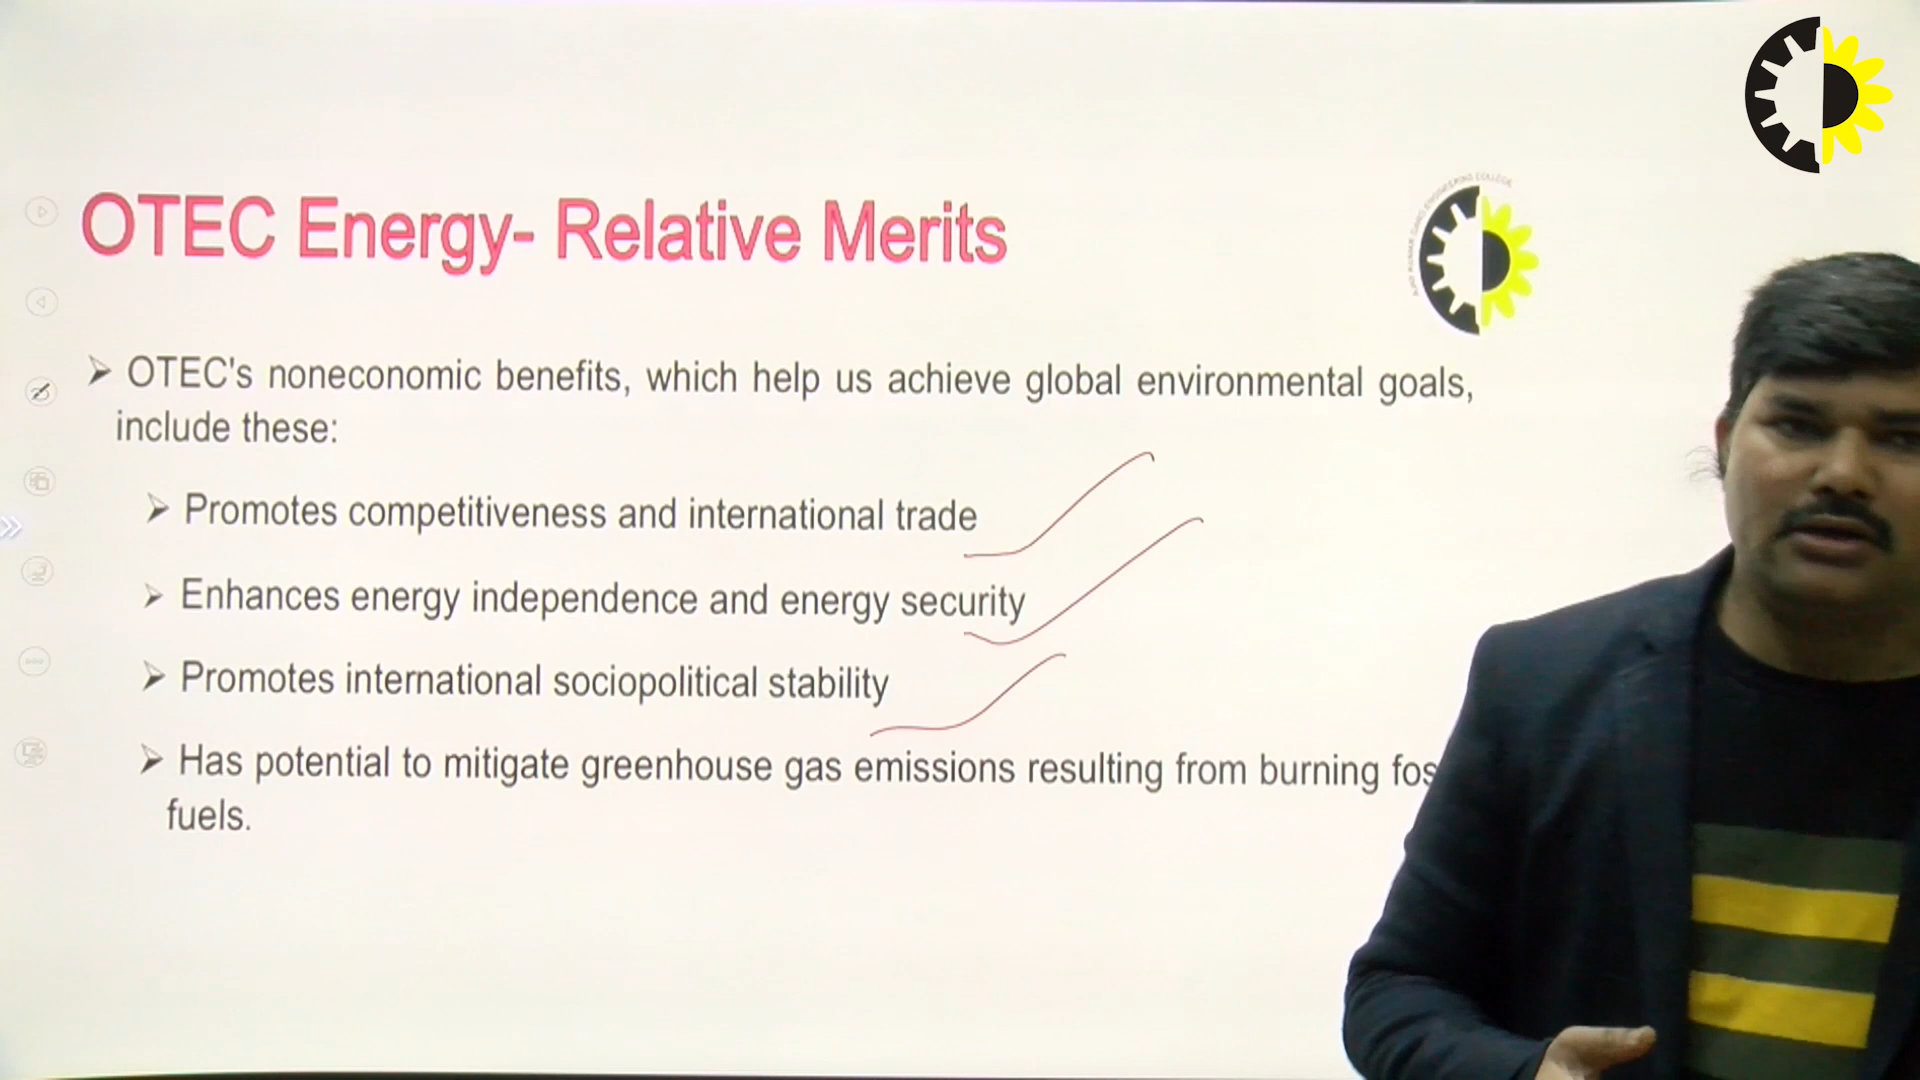 OTEC Energy- Relative Merits
➤ OTEC's noneconomic benefits, which help us achieve global environmental goals,
include these:
➤ Promotes competitiveness and international trade
➤ Enhances energy independence and energy security
➤ Promotes international sociopolitical stability
➤ Has potential to mitigate greenhouse gas emissions resulting from burning fos
fuels.